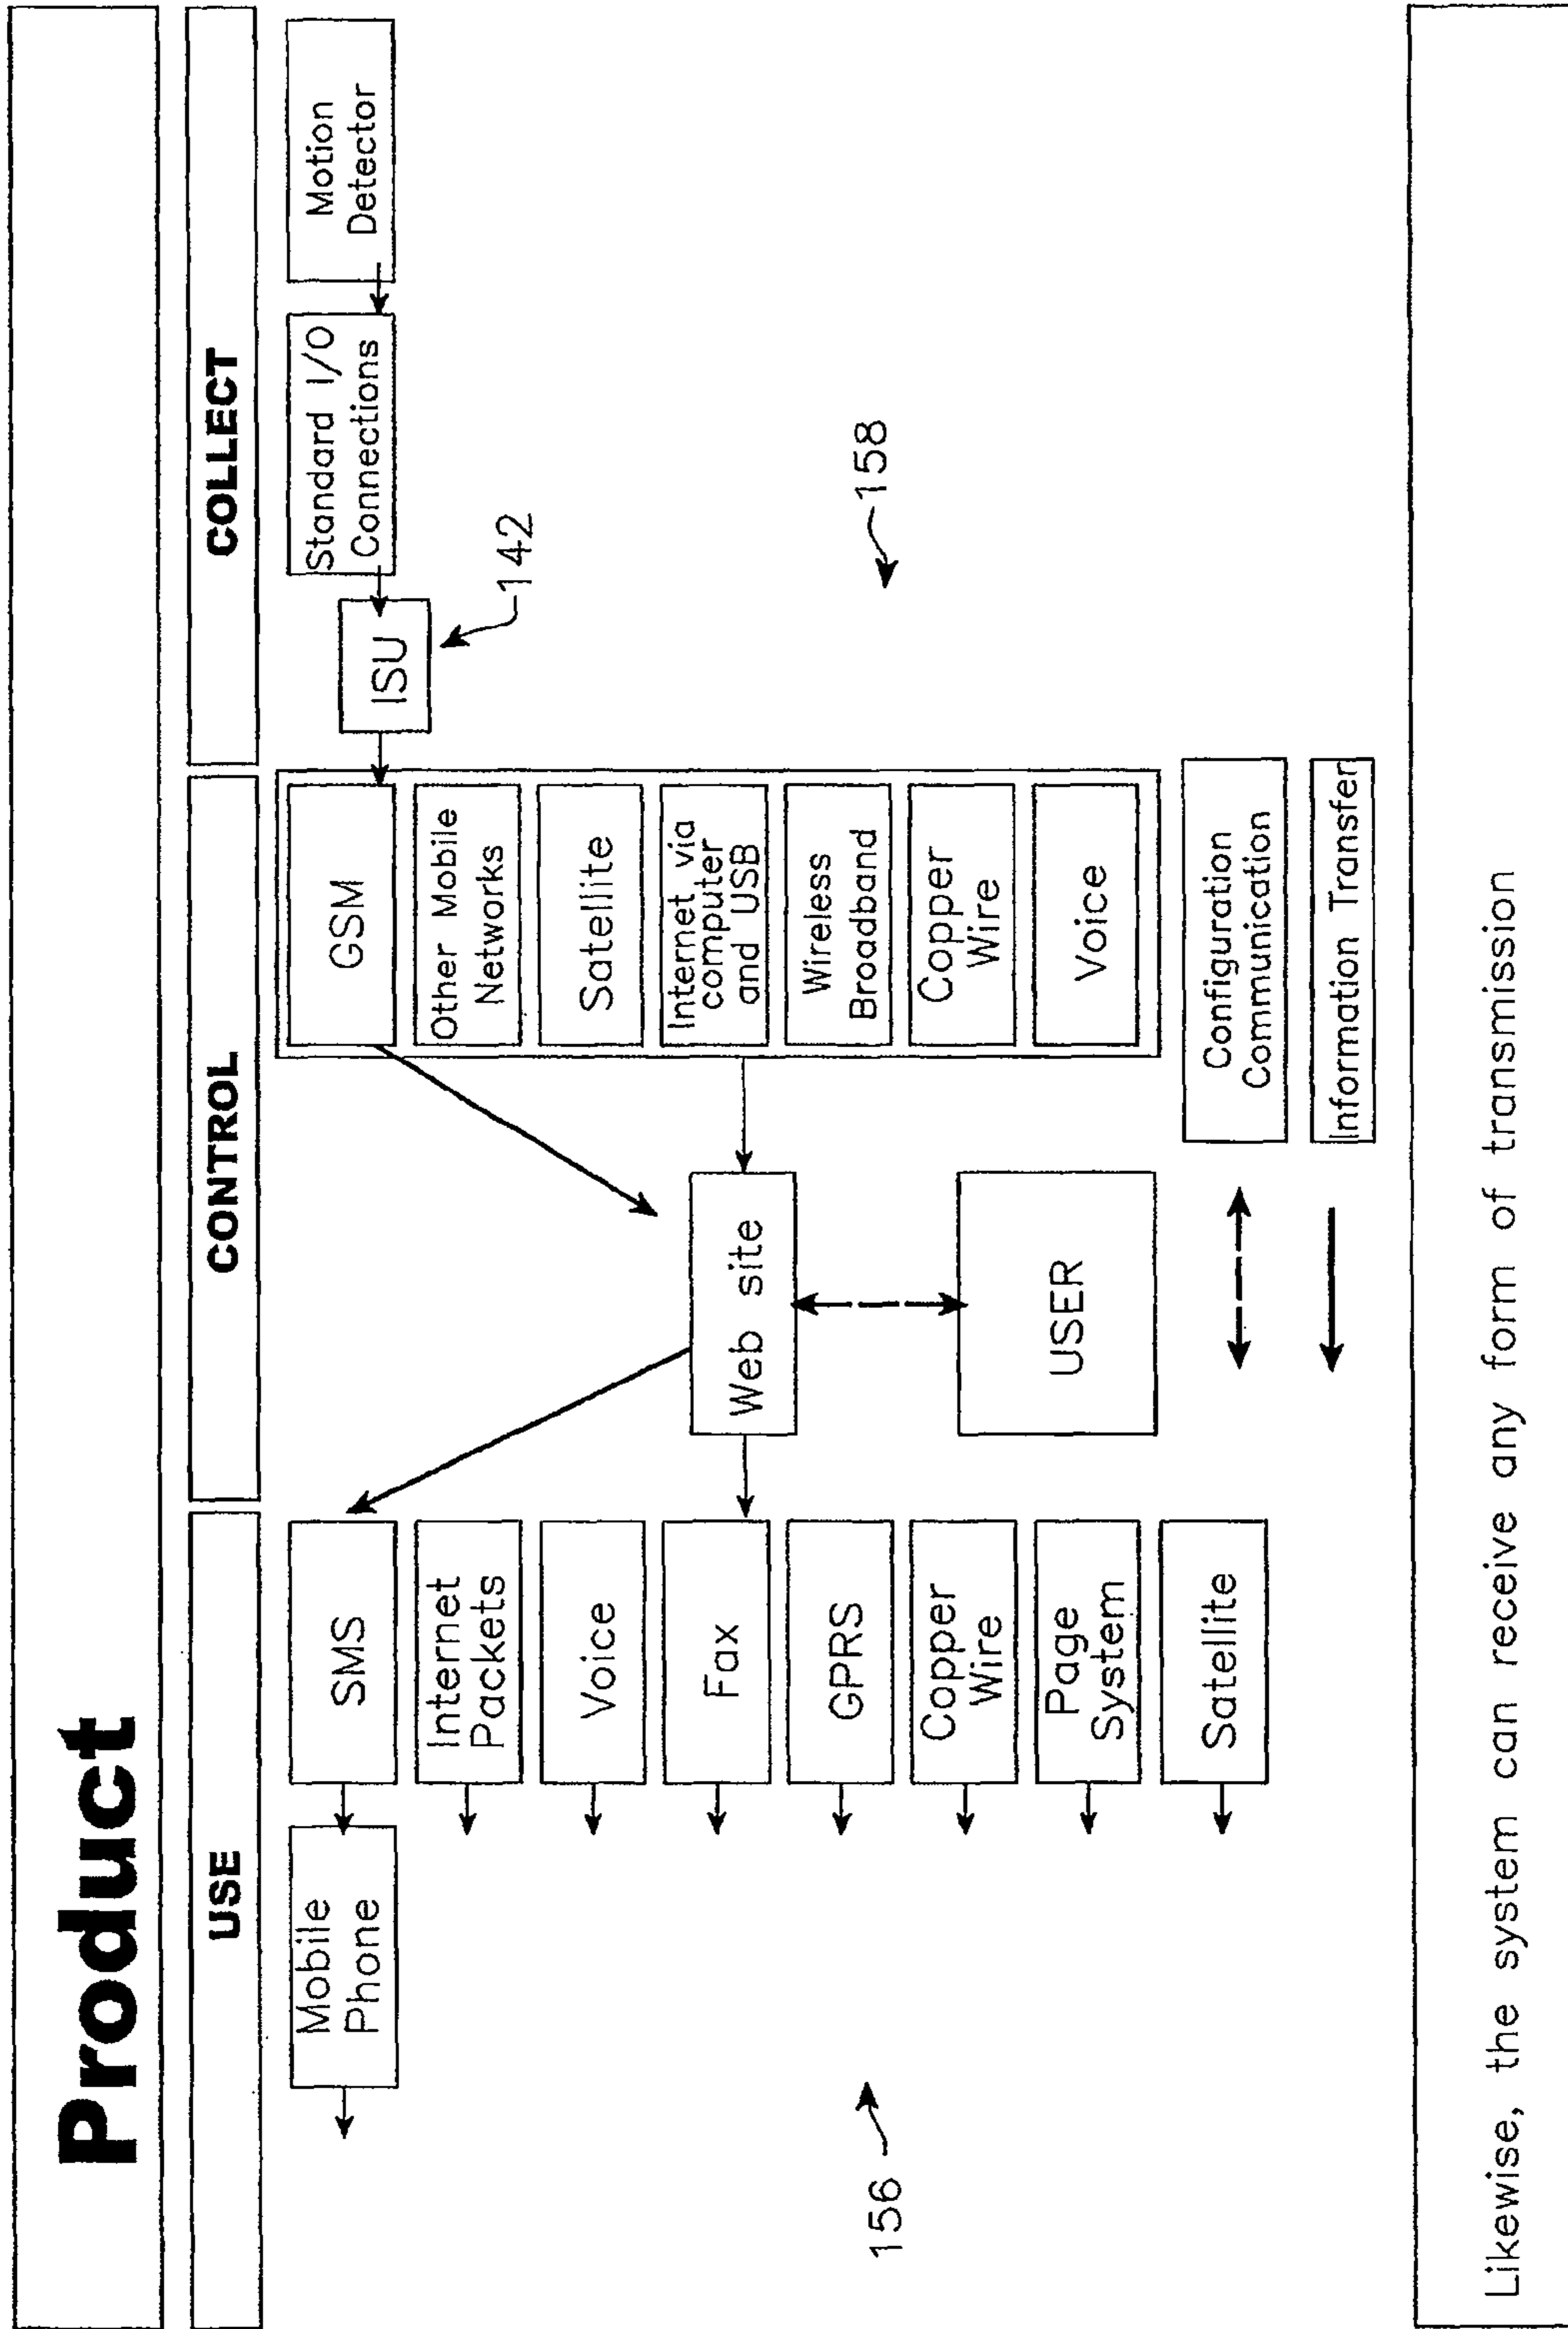 Product
USE
CONTROL
COLLECT
Mobile
Phone
SMS
Internet
Packets
Voice
Fax
GPRS
Copper
Wire
Page
System
Satellite
Web site
USER
GSM
Other Mobile
Networks
Satellite
Internet via
computer
and USB
Wireless
Broadband
Copper
Wire
Voice
Configuration
Communication
Information Transfer
ISU
142
Standard I/O
Connections
Motion
Detector
156
158
Likewise, the system can receive any form of transmission